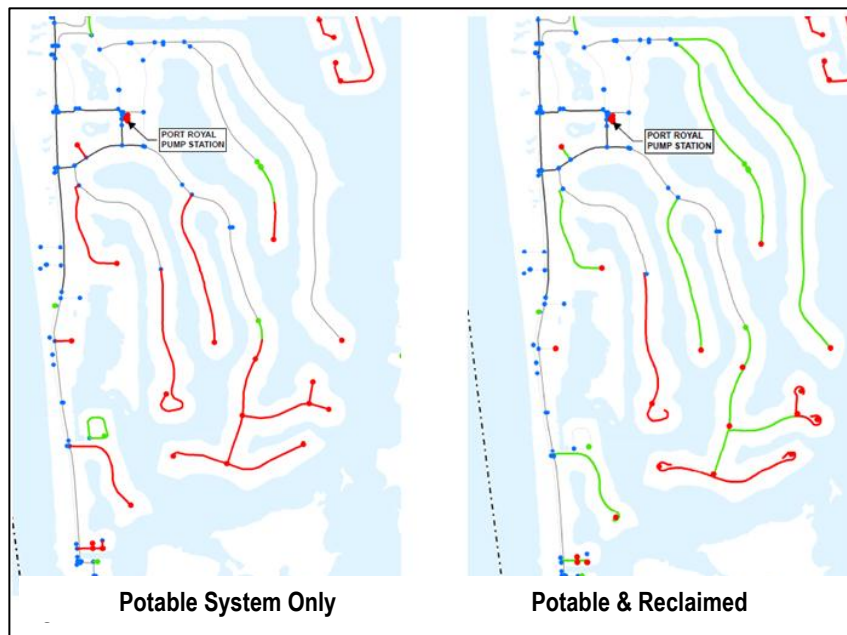 PORT ROYAL
PUMP STATION
PORT ROYAL
PUMP STATION
Potable System Only
Potable & Reclaimed